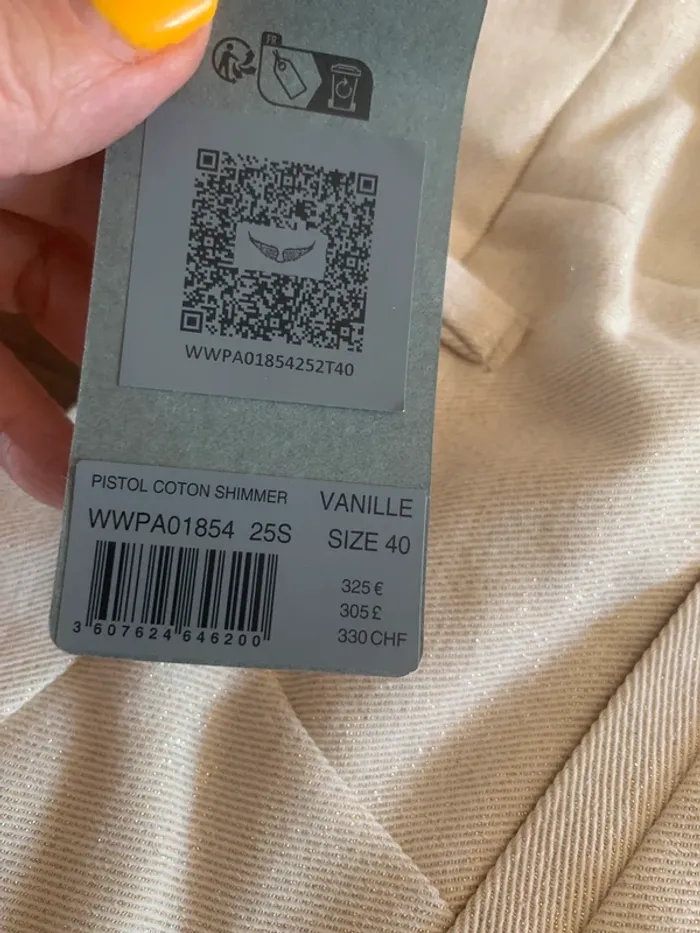 FR
WWPA01854252T40
PISTOL COTON SHIMMER
VANILLE
WWPA01854 25S
SIZE 40
325 €
305 £
330 CHF
3 607624 646200